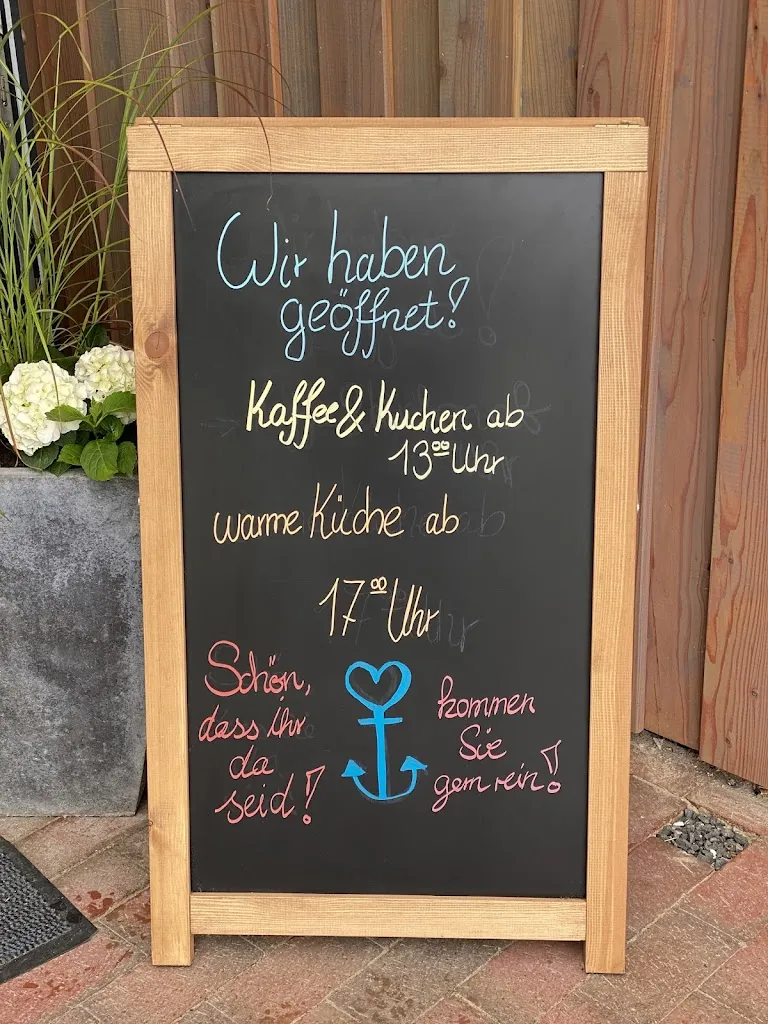 Wir haben
geöffnet!
Kaffee & Kuchen ab
13⁰⁰ Uhr
warme Küche ab
17⁰⁰ Uhr
Schön,
dass ihr
da
seid!
kommen
Sie
gern rein!